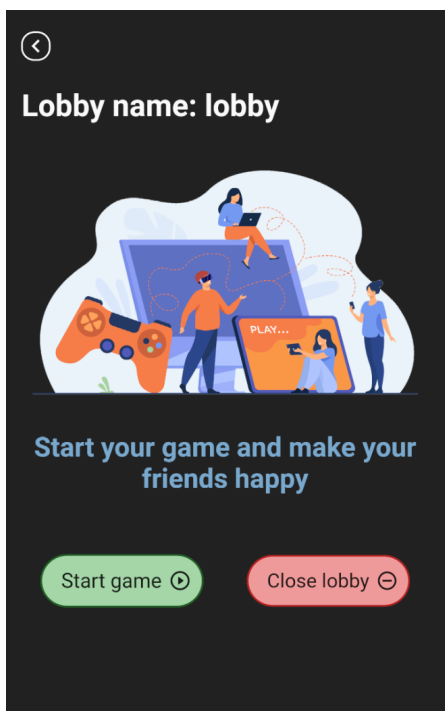 Lobby name: lobby
PLAY...
Start your game and make your
friends happy
Start game
Close lobby